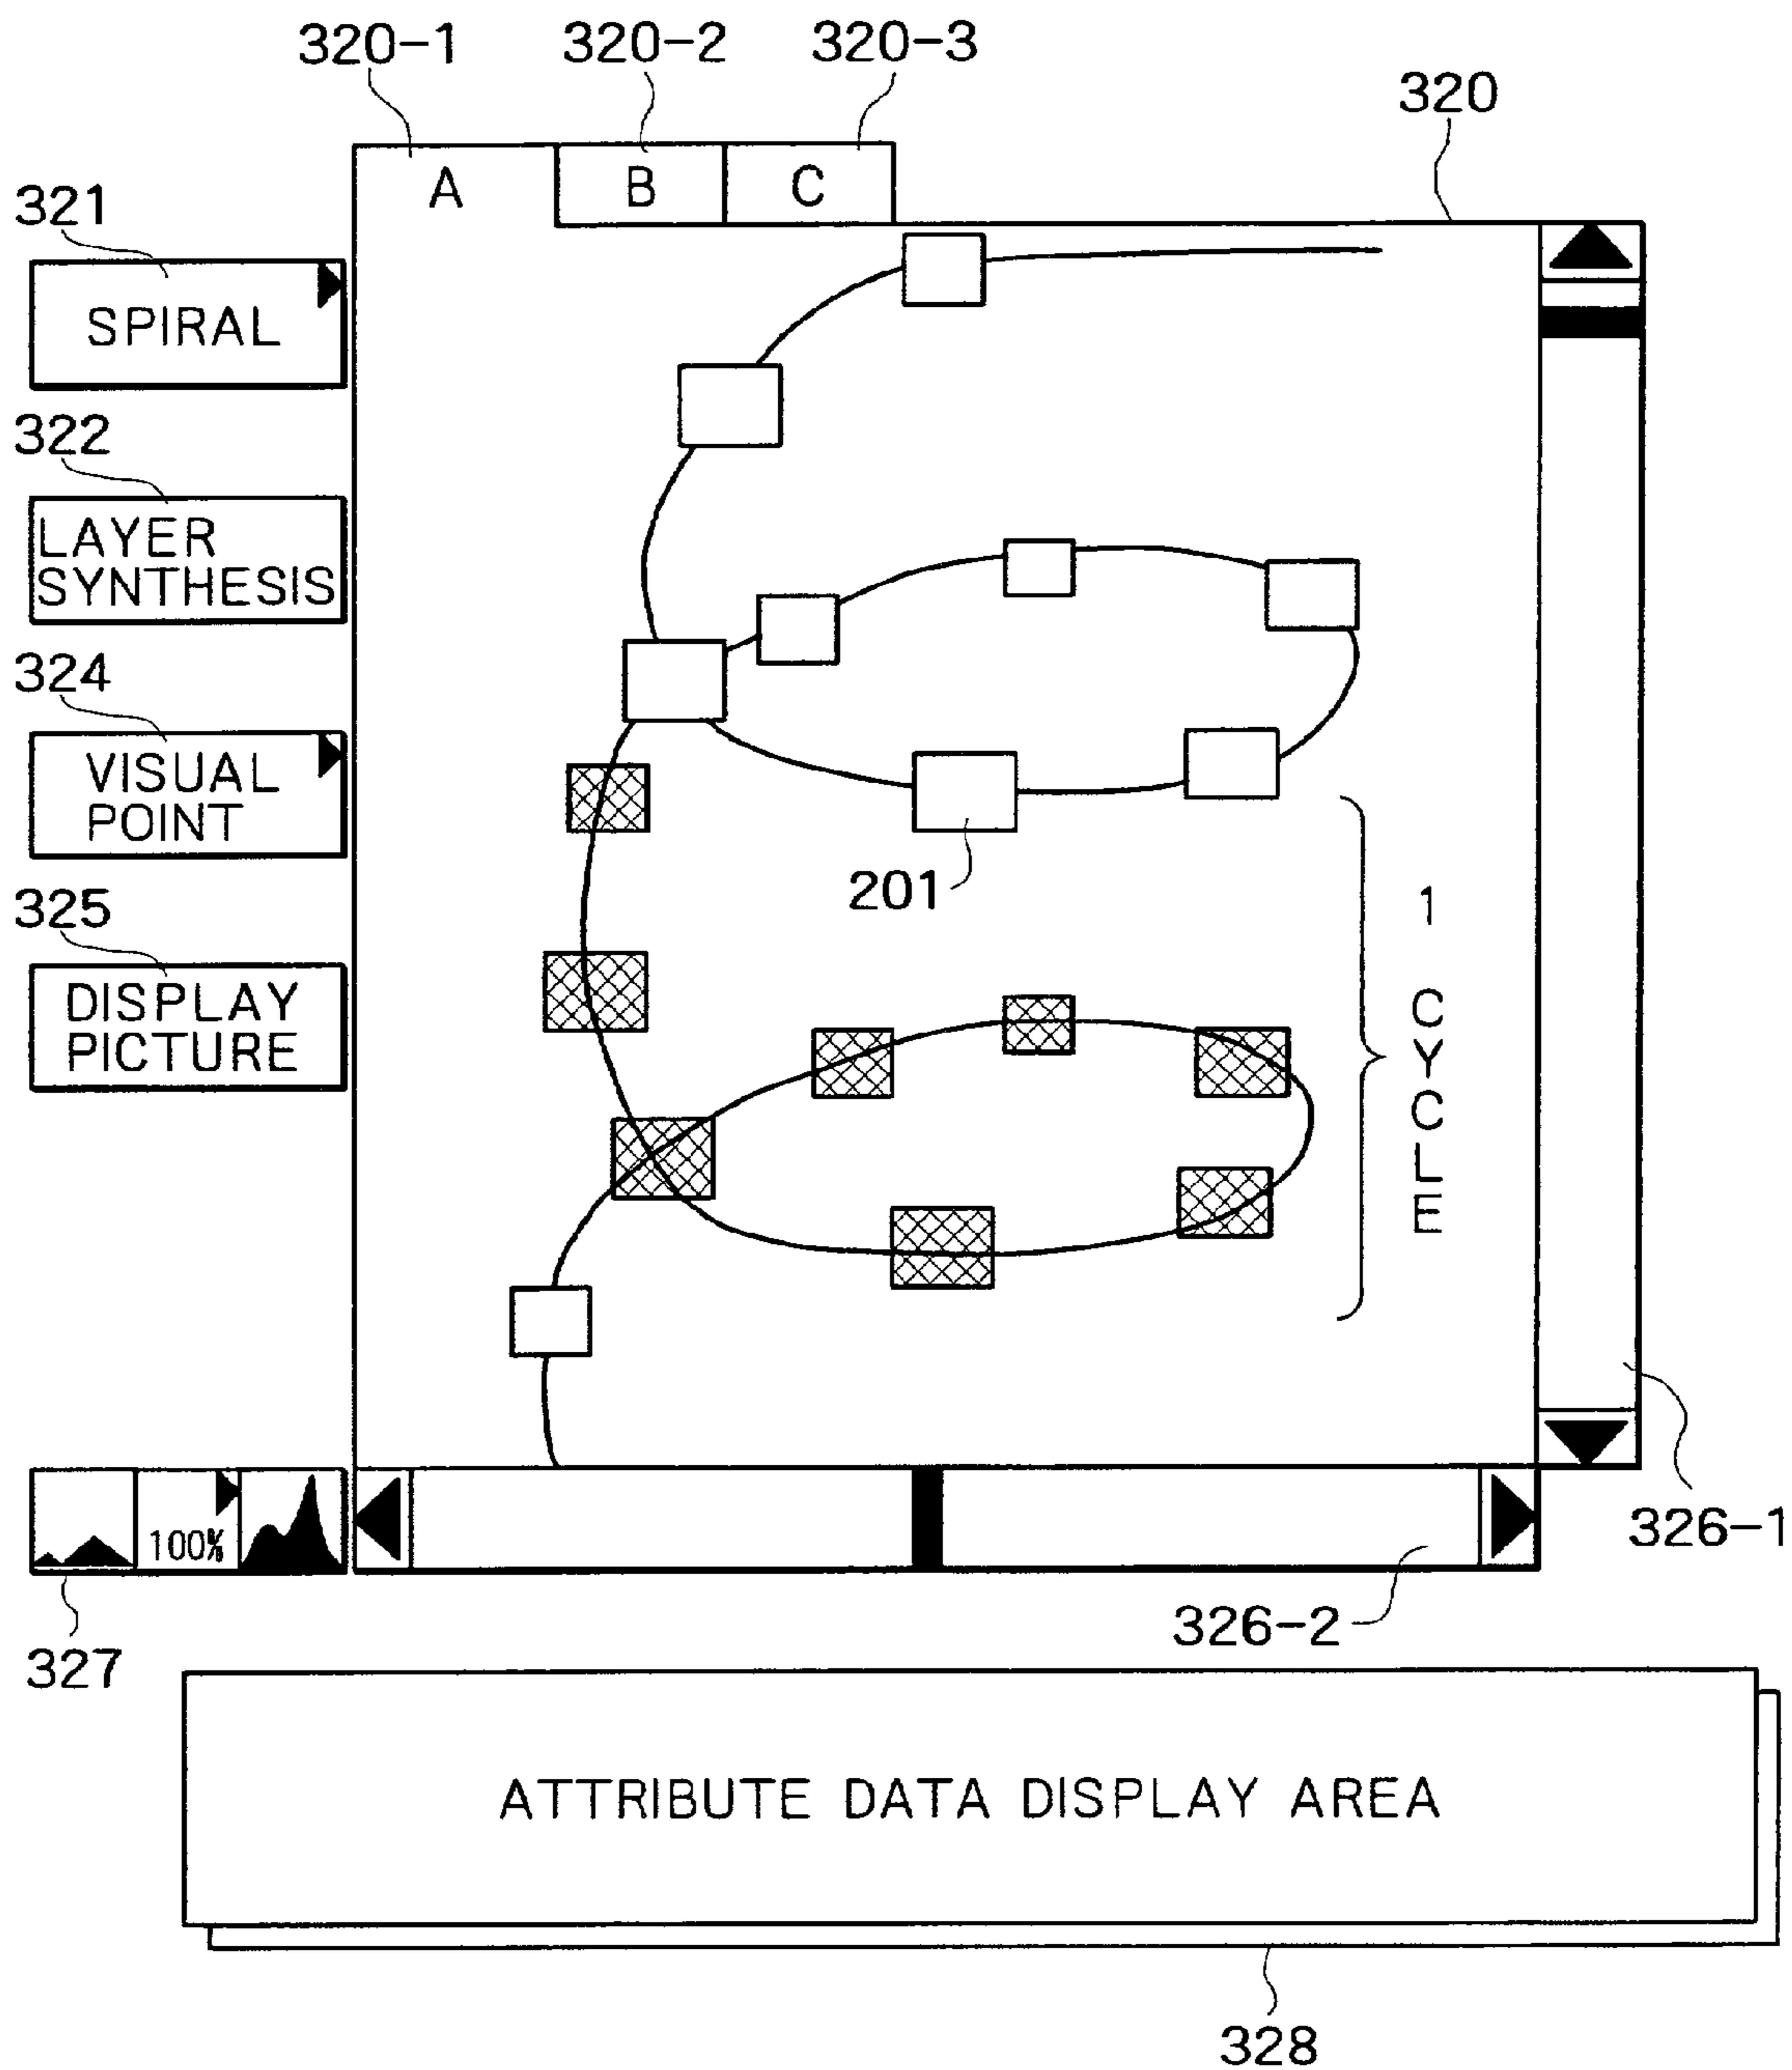 320-1
320-2
320-3
320
A
B
C
321
SPIRAL
322
LAYER
SYNTHESIS
324
VISUAL
POINT
201
1 CYCLE
325
DISPLAY
PICTURE
100%
326-1
326-2
327
ATTRIBUTE DATA DISPLAY AREA
328